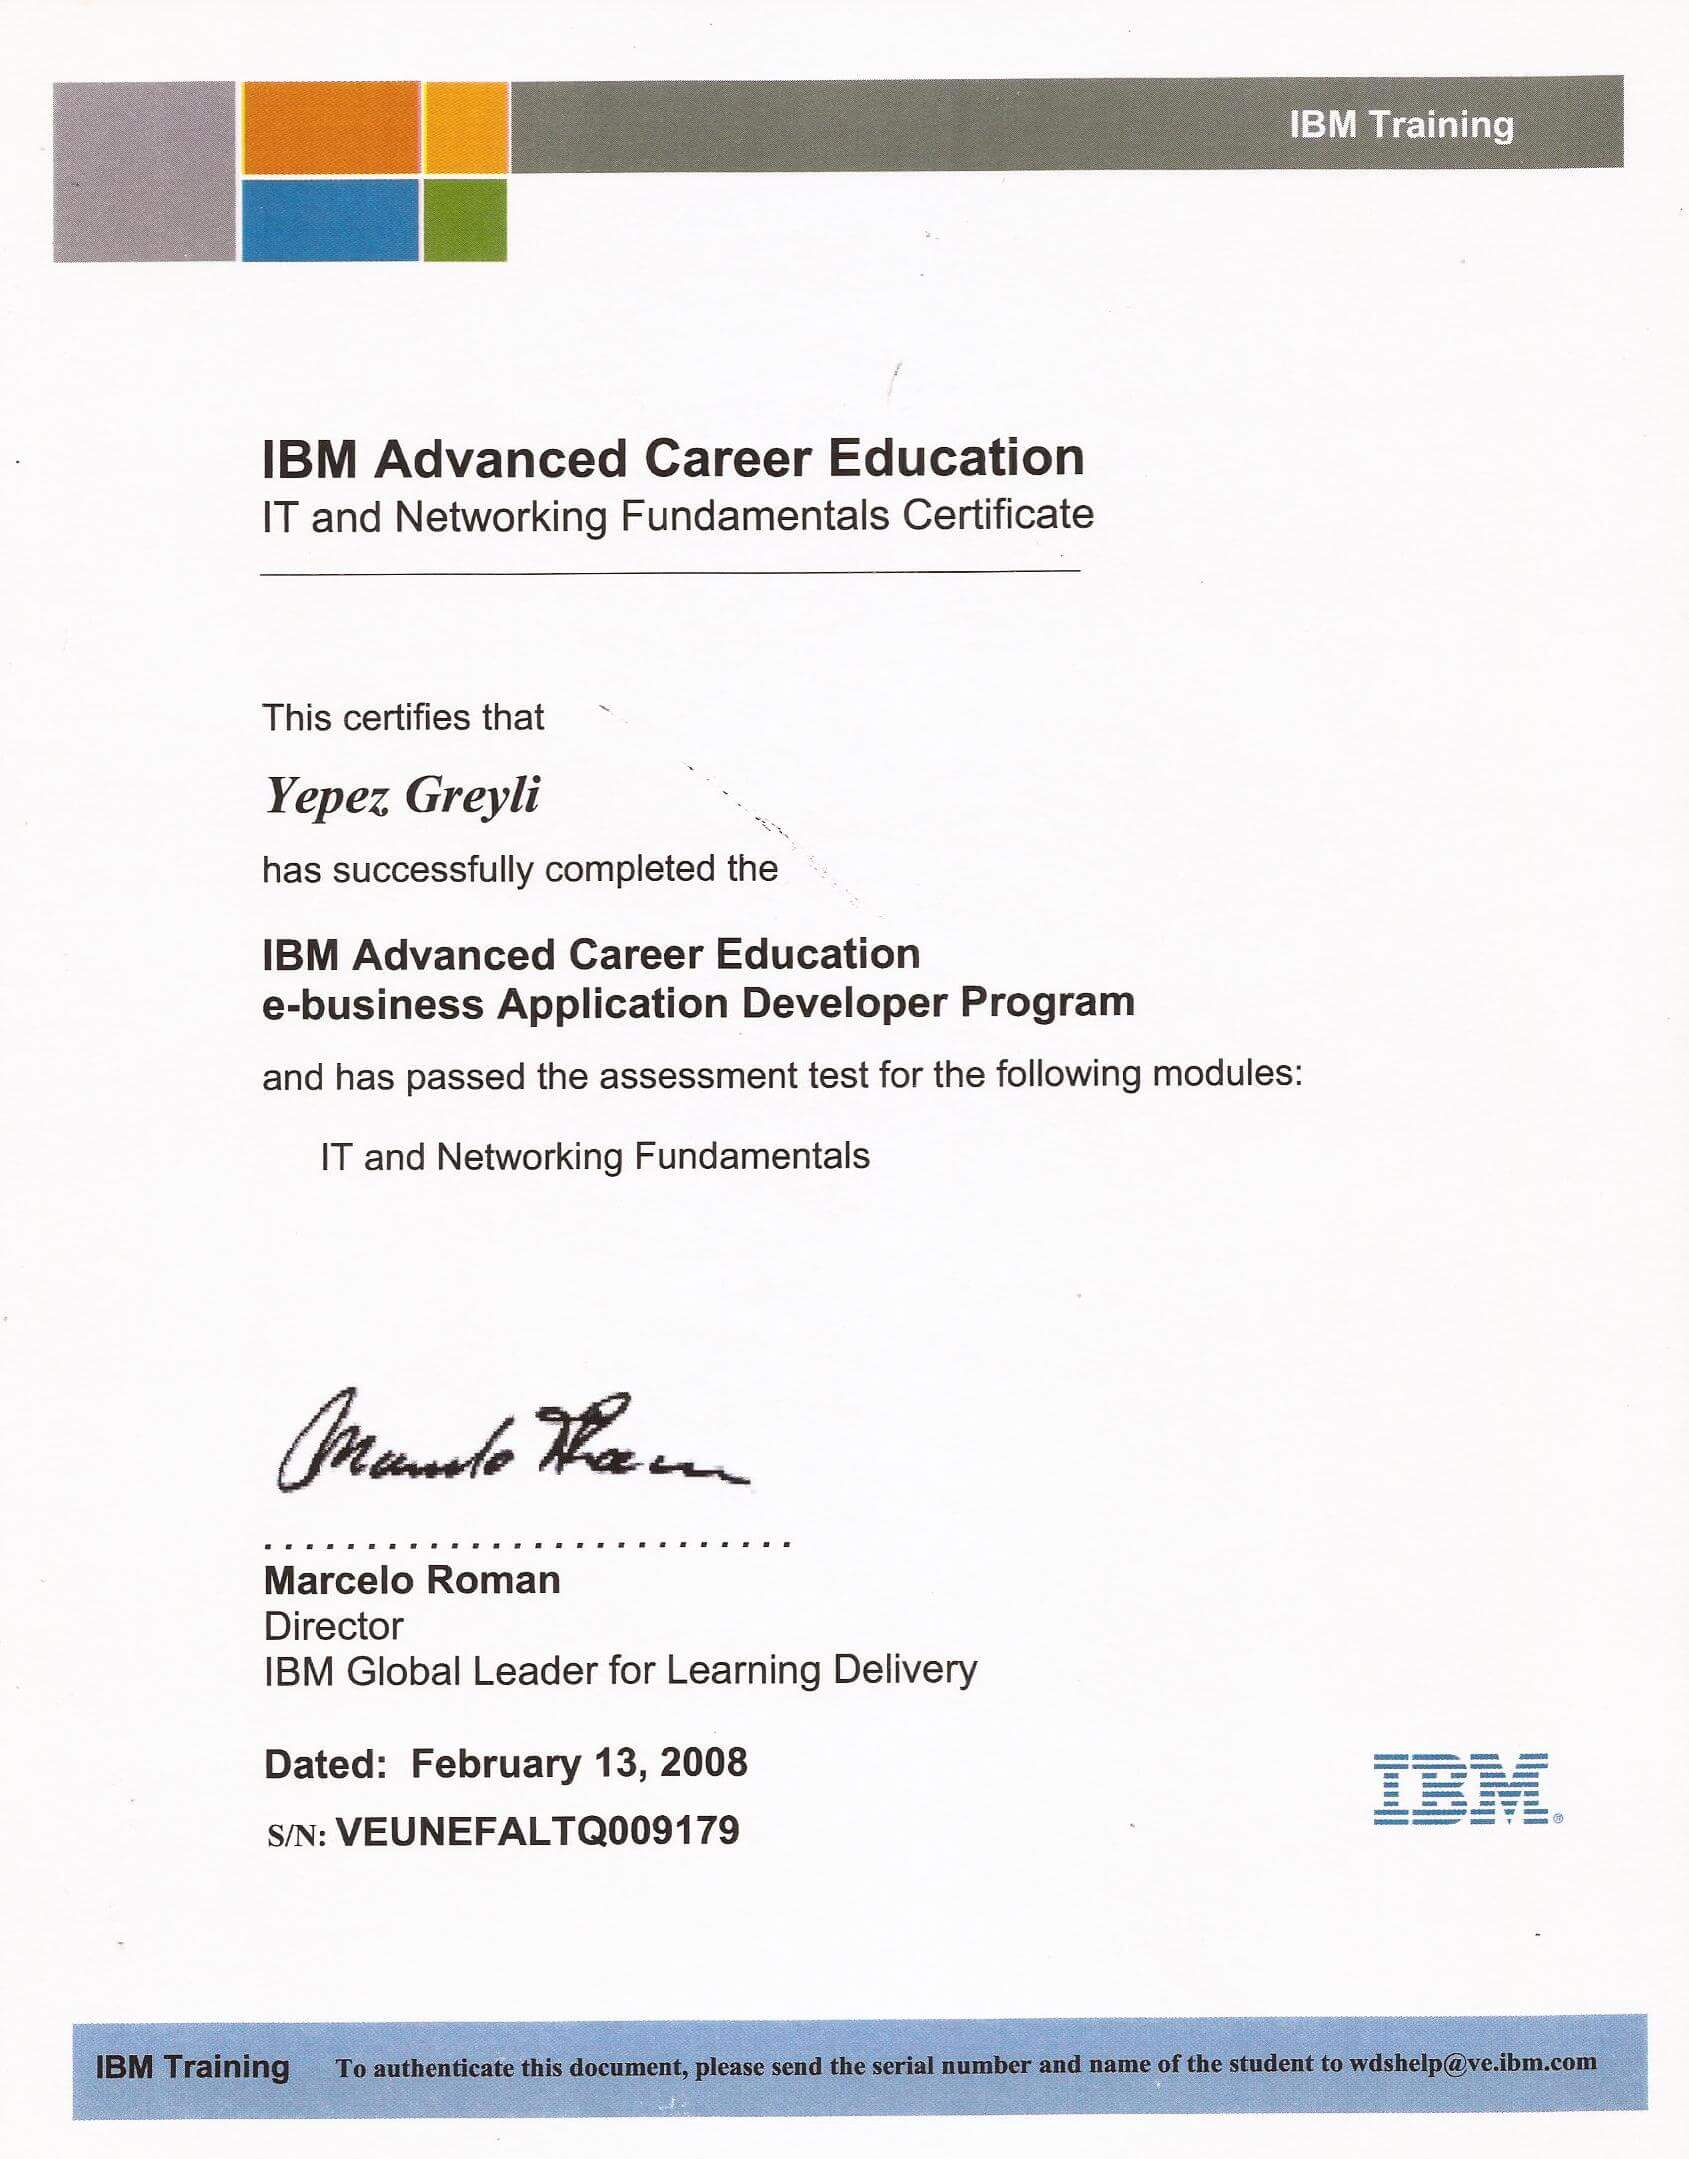 IBM Training
IBM Advanced Career Education
IT and Networking Fundamentals Certificate
This certifies that
Yepez Greyli
has successfully completed the
IBM Advanced Career Education
e-business Application Developer Program
and has passed the assessment test for the following modules:
IT and Networking Fundamentals
Marcelo Roman
Director
IBM Global Leader for Learning Delivery
Dated: February 13, 2008
S/N: VEUNEFALTQ009179
IBM®
IBM Training To authenticate this document, please send the serial number and name of the student to wdshelp@ve.ibm.com